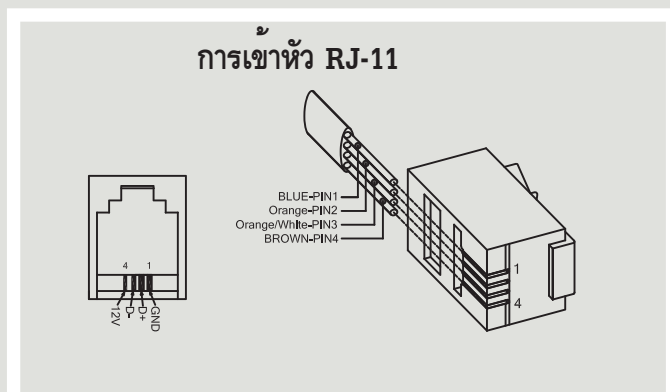 การเข้าหัว RJ-11
BLUE-PIN1
Orange-PIN2
Orange/White-PIN3
BROWN-PIN4
1
4
4 1
12V D- D+ GND